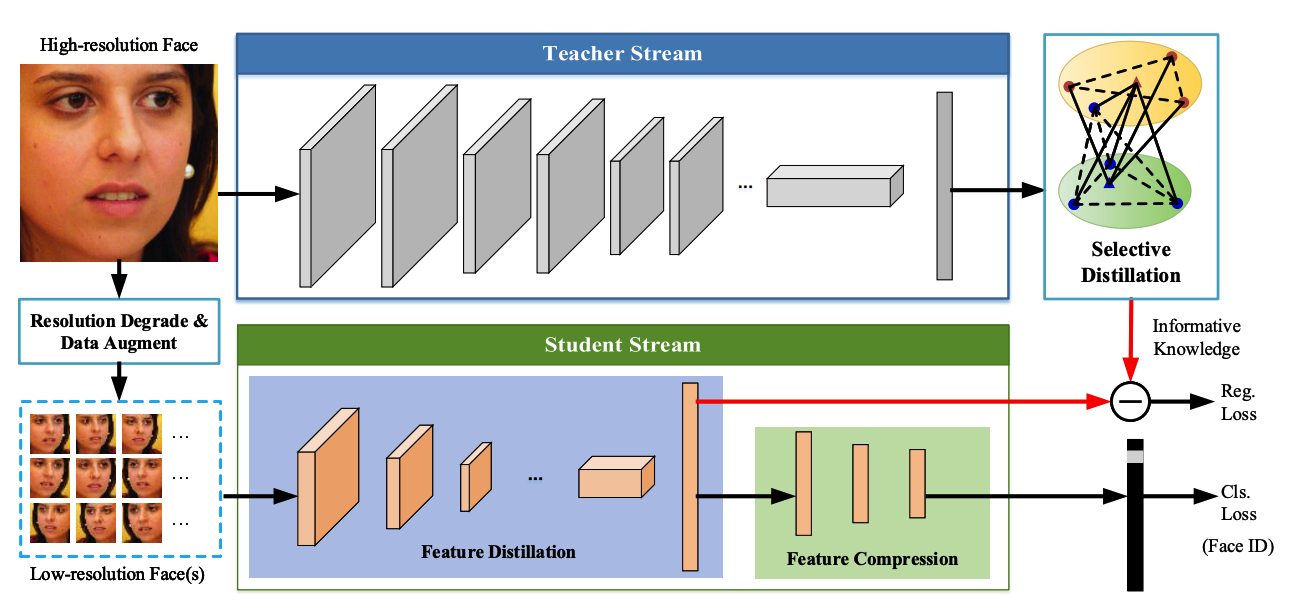 High-resolution Face
Teacher Stream
...
Selective
Distillation
Resolution Degrade &
Data Augment
Informative
Knowledge
Student Stream
Reg.
Loss
...
...
...
...
Feature Distillation
Feature Compression
Cls.
Loss
(Face ID)
Low-resolution Face(s)